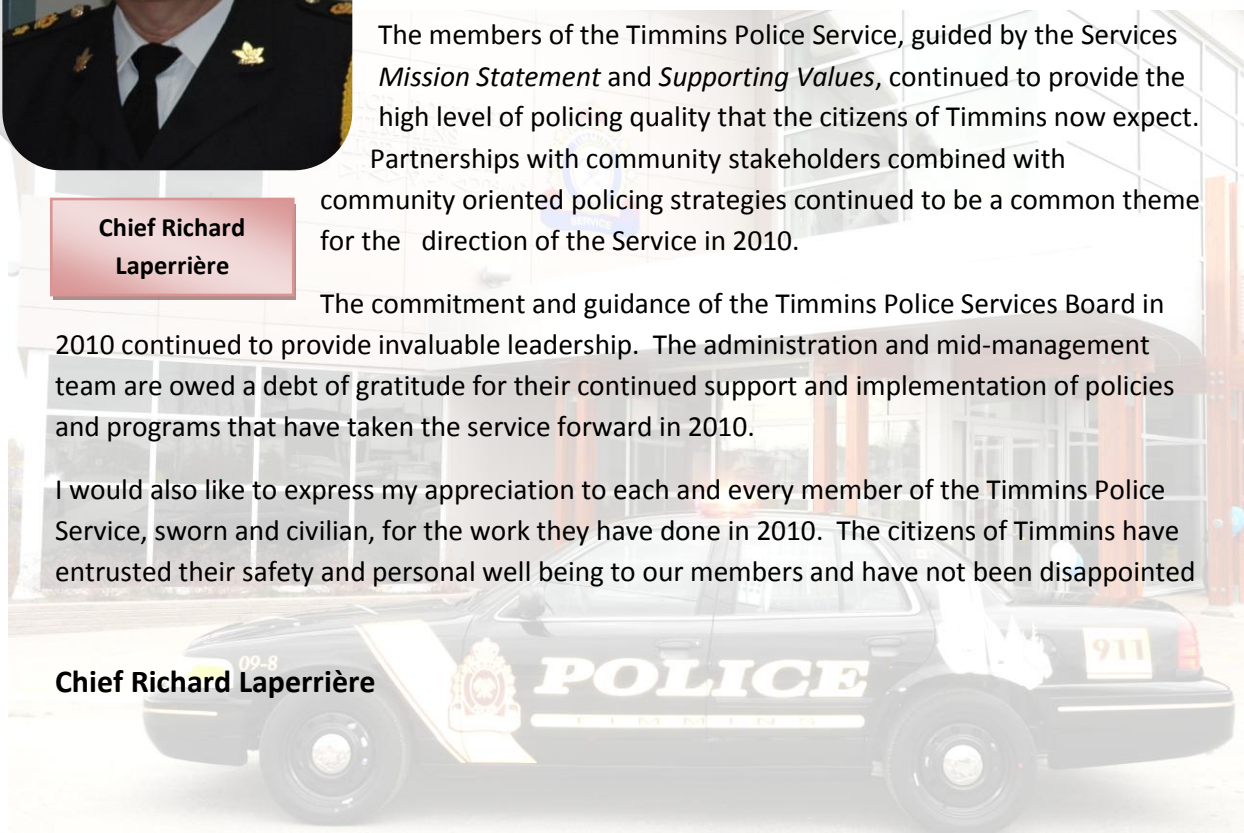 The members of the Timmins Police Service, guided by the Services
Mission Statement and Supporting Values, continued to provide the
high level of policing quality that the citizens of Timmins now expect.
Partnerships with community stakeholders combined with
community oriented policing strategies continued to be a common theme
for the   direction of the Service in 2010.
Chief Richard
Laperrière
The commitment and guidance of the Timmins Police Services Board in
2010 continued to provide invaluable leadership.  The administration and mid-management
team are owed a debt of gratitude for their continued support and implementation of policies
and programs that have taken the service forward in 2010.
I would also like to express my appreciation to each and every member of the Timmins Police
Service, sworn and civilian, for the work they have done in 2010.  The citizens of Timmins have
entrusted their safety and personal well being to our members and have not been disappointed
Chief Richard Laperrière
09-8
POLICE
TIMMINS
911